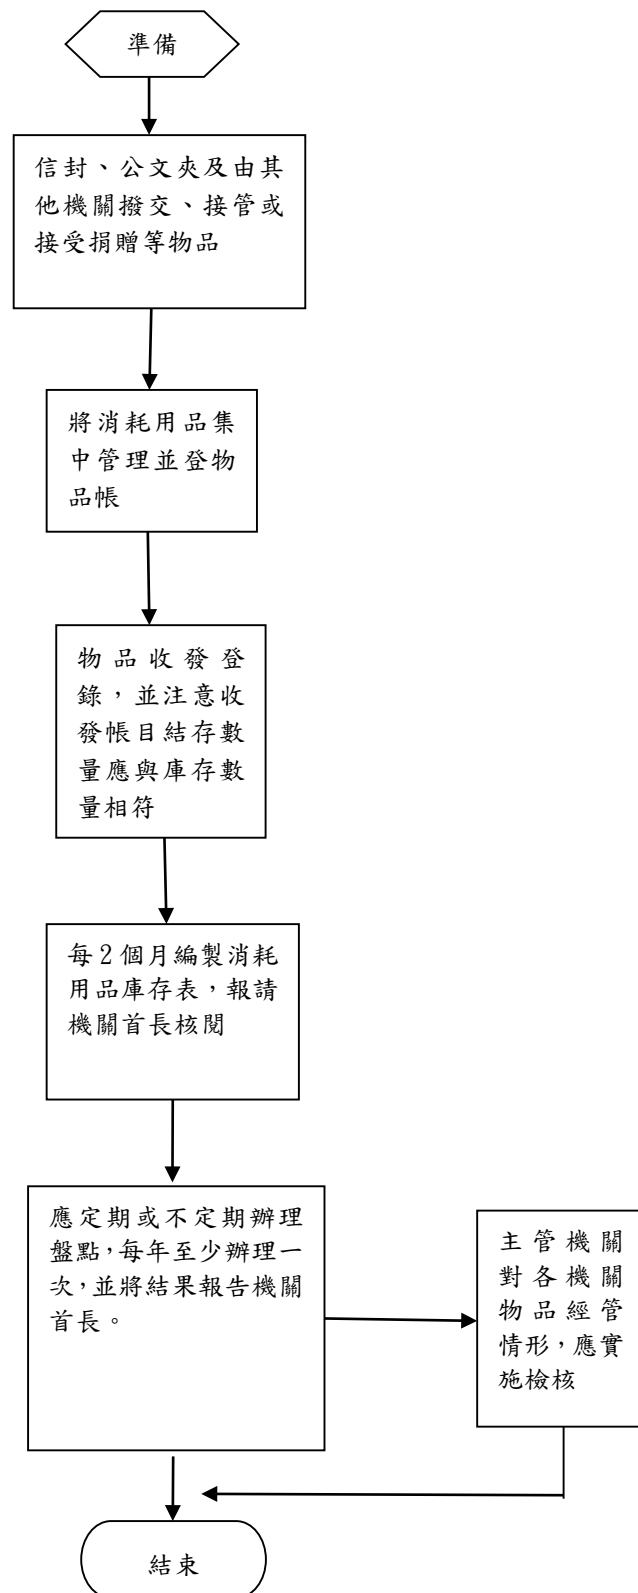 準備
信封、公文夾及由其
他機關撥交、接管或
接受捐贈等物品
將消耗用品集
中管理並登物
品帳
物品收發登
錄，並注意收
發帳目結存數
量應與庫存數
量相符
每2個月編製消耗
用品庫存表，報請
機關首長核閱
應定期或不定期辦理
盤點，每年至少辦理一
次，並將結果報告機關
首長。
主管機關
對各機關
物品經管
情形，應實
施檢核
結束